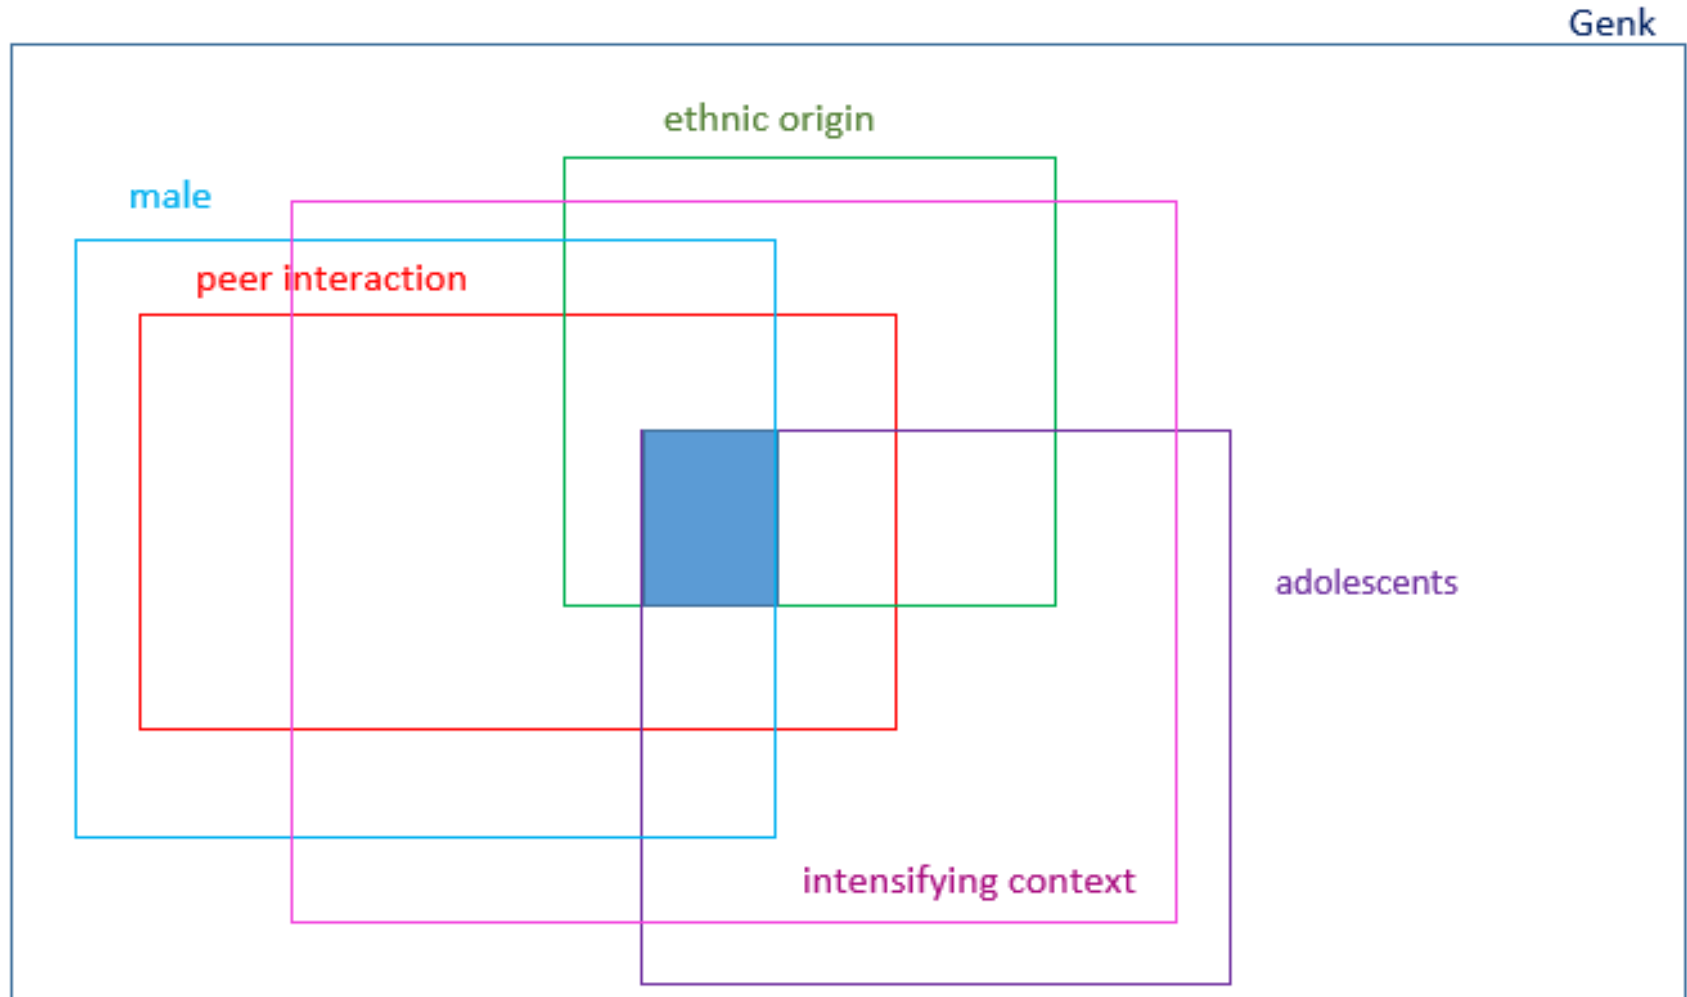 Genk
ethnic origin
male
peer interaction
adolescents
intensifying context